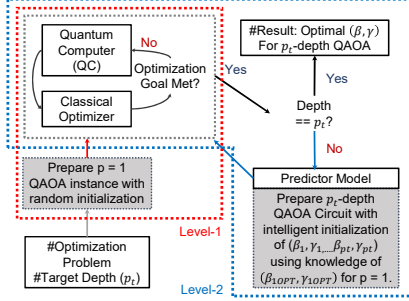 Quantum
Computer
(QC)
No
Optimization
Goal Met?
Classical
Optimizer
Yes
#Result: Optimal (β, γ)
For pₜ-depth QAOA
Yes
Depth
== pₜ?
No
Prepare p = 1
QAOA instance with
random initialization
Level-1
#Optimization
Problem
#Target Depth (pₜ)
Level-2
Predictor Model
Prepare pₜ-depth
QAOA Circuit with
intelligent initialization
of (β₁, γ₁,...βpt, γpt)
using knowledge of
(β₁OPT, γ₁OPT) for p = 1.